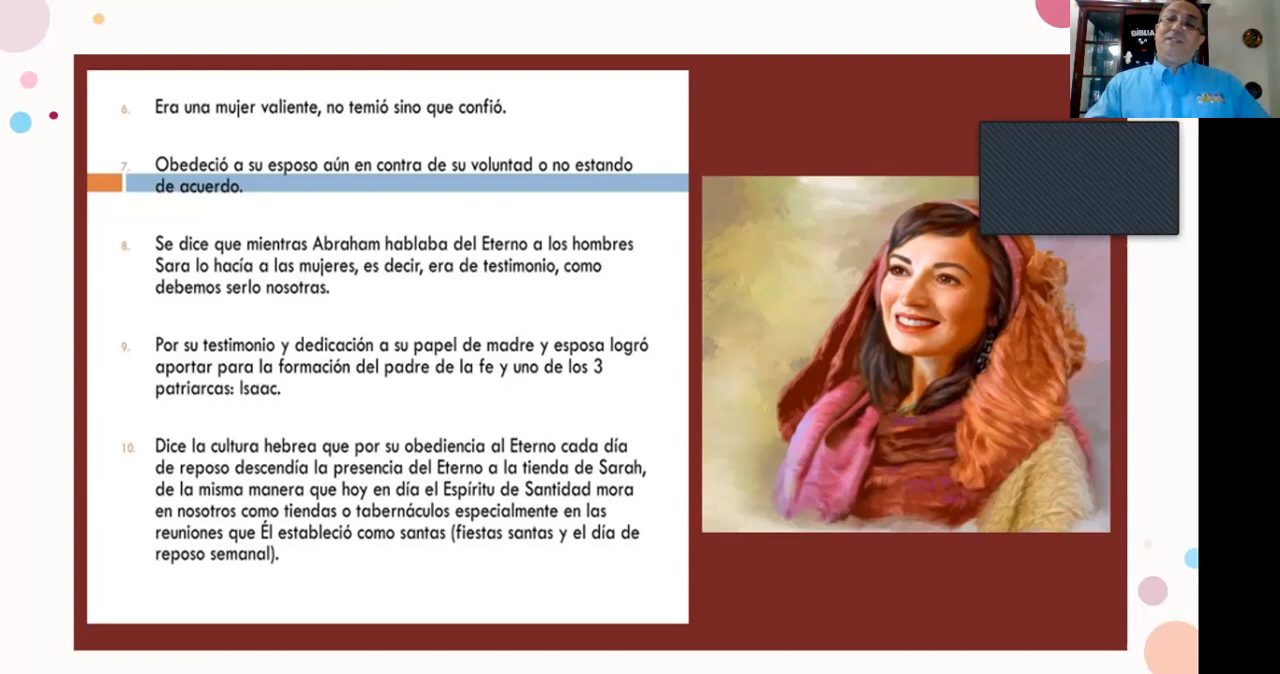 BÍBLIA
6. Era una mujer valiente, no temió sino que confió.
7. Obedeció a su esposo aún en contra de su voluntad o no estando
de acuerdo.
8. Se dice que mientras Abraham hablaba del Eterno a los hombres
Sara lo hacía a las mujeres, es decir, era de testimonio, como
debemos serlo nosotras.
9. Por su testimonio y dedicación a su papel de madre y esposa logró
aportar para la formación del padre de la fe y uno de los 3
patriarcas: Isaac.
10. Dice la cultura hebrea que por su obediencia al Eterno cada día
de reposo descendía la presencia del Eterno a la tienda de Sarah,
de la misma manera que hoy en día el Espíritu de Santidad mora
en nosotros como tiendas o tabernáculos especialmente en las
reuniones que Él estableció como santas (fiestas santas y el día de
reposo semanal).